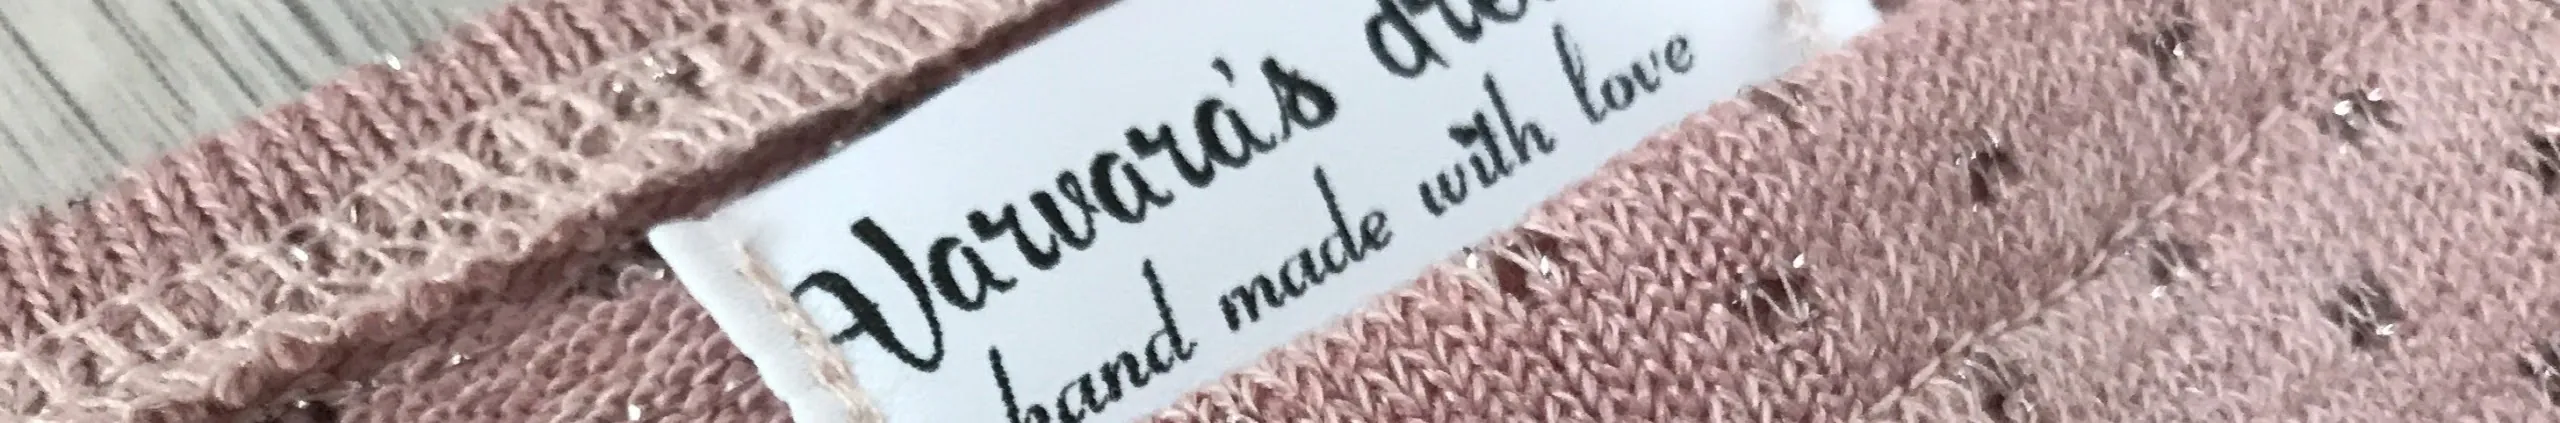 Varvara's
hand made with love